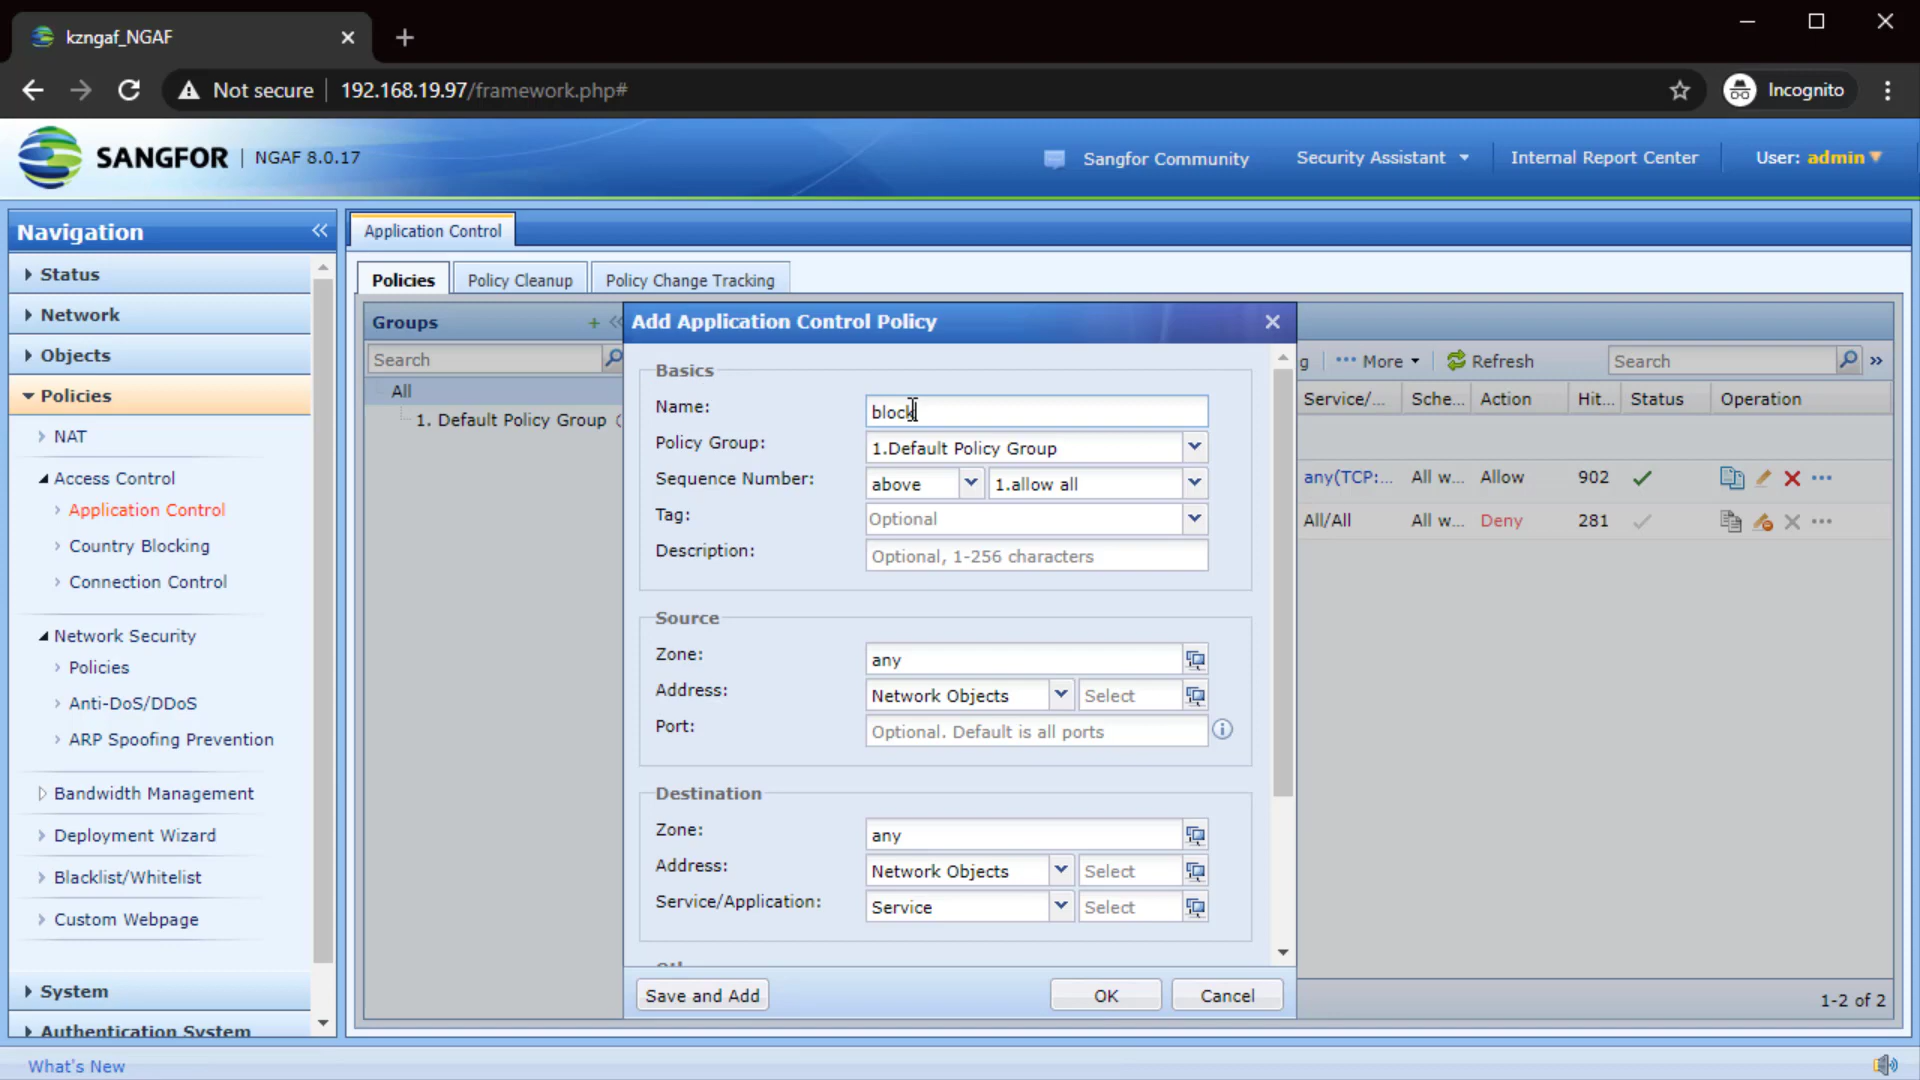 kzngaf_NGAF
Not secure
192.168.19.97/framework.php#
Incognito
SANGFOR
NGAF 8.0.17
Sangfor Community
Security Assistant
Internal Report Center
User: admin
Navigation
Status
Network
Objects
Policies
NAT
Access Control
Application Control
Country Blocking
Connection Control
Network Security
Policies
Anti-DoS/DDoS
ARP Spoofing Prevention
Bandwidth Management
Deployment Wizard
Blacklist/Whitelist
Custom Webpage
System
Authentication System
What's New
Application Control
Policies
Policy Cleanup
Policy Change Tracking
Groups
Search
All
1. Default Policy Group (
Add Application Control Policy
Basics
Name:
block
Policy Group:
1.Default Policy Group
Sequence Number:
above
1.allow all
Tag:
Optional
Description:
Optional, 1-256 characters
Source
Zone:
any
Address:
Network Objects
Select
Port:
Optional. Default is all ports
Destination
Zone:
any
Address:
Network Objects
Select
Service/Application:
Service
Select
Save and Add
OK
Cancel
g
More
Refresh
Search
Service/... Sche... Action Hit... Status Operation
any(TCP:... All w... Allow 902
All/All All w... Deny 281
1-2 of 2